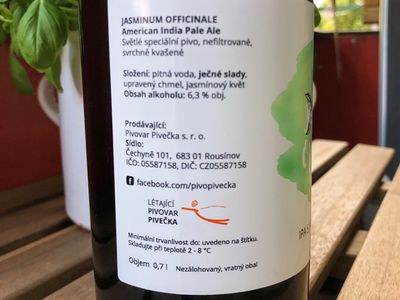 JASMINUM OFFICINALE
American India Pale Ale
Světlé speciální pivo, nefiltrované,
svrchně kvašené
Složení: pitná voda, ječné slady,
upravený chmel, jasmínový květ
Obsah alkoholu: 6,3 % obj.
Prodávající:
Pivovar Pivečka s. r. o.
Sídlo:
Čechyně 101, 683 01 Rousínov
IČO: 05587158, DIČ: CZ05587158
facebook.com/pivopivecka
LÉTAJÍCÍ
PIVOVAR
PIVEČKA
Minimální trvanlivost do: uvedeno na štítku.
Skladujte při teplotě 2 - 8 °C
Objem 0,7 l Nezálohovaný, vratný obal